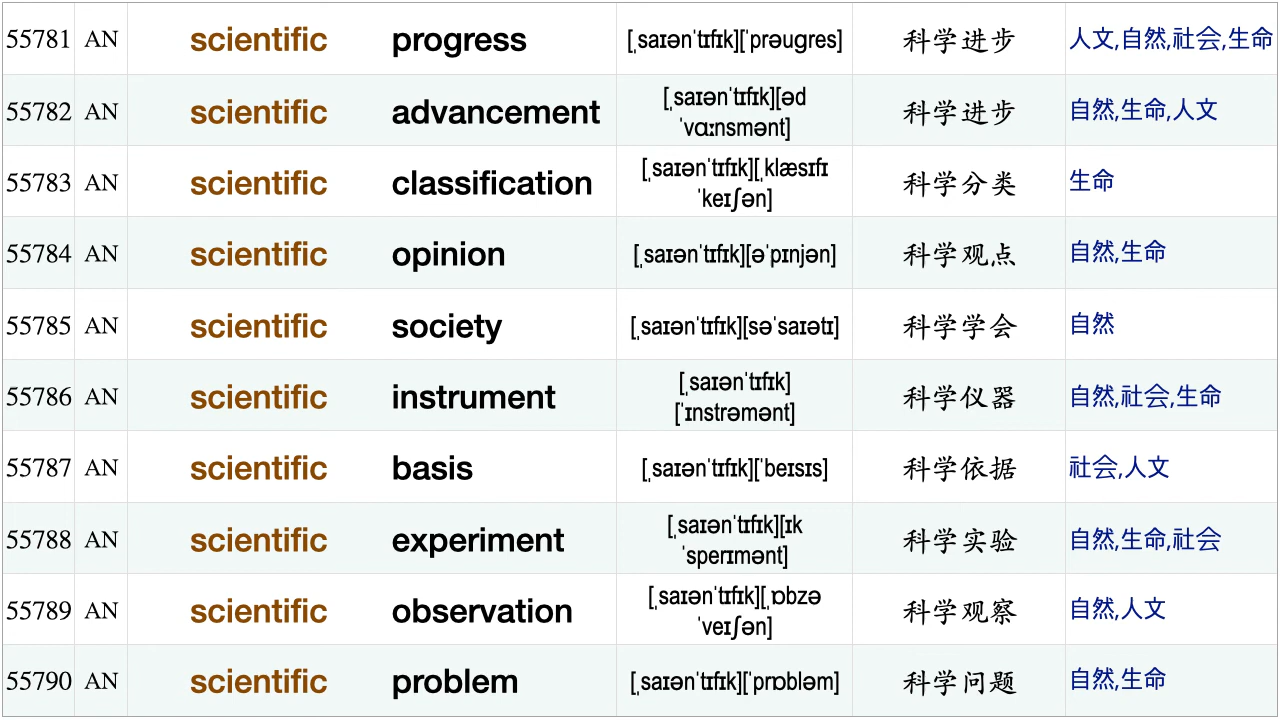 55781 AN scientific progress [ˌsaɪənˈtɪfɪk][ˈprəuɡres] 科学进步 人文,自然,社会,生命
55782 AN scientific advancement [ˌsaɪənˈtɪfɪk][əd
ˈvɑɪnsmənt] 科学进步 自然,生命,人文
55783 AN scientific classification [ˌsaɪənˈtɪfɪk][ˌklæsɪfɪ
ˈkeɪʃən] 科学分类 生命
55784 AN scientific opinion [ˌsaɪənˈtɪfɪk][əˈpɪnjən] 科学观点 自然,生命
55785 AN scientific society [ˌsaɪənˈtɪfɪk][səˈsaɪətɪ] 科学学会 自然
55786 AN scientific instrument [ˌsaɪənˈtɪfɪk]
[ˈɪnstrəmənt] 科学仪器 自然,社会,生命
55787 AN scientific basis [ˌsaɪənˈtɪfɪk][ˈbeɪsɪs] 科学依据 社会,人文
55788 AN scientific experiment [ˌsaɪənˈtɪfɪk][ɪk
ˈsperɪmənt] 科学实验 自然,生命,社会
55789 AN scientific observation [ˌsaɪənˈtɪfɪk][ˌɒbzə
ˈveɪʃən] 科学观察 自然,人文
55790 AN scientific problem [ˌsaɪənˈtɪfɪk][ˈprɒbləm] 科学问题 自然,生命